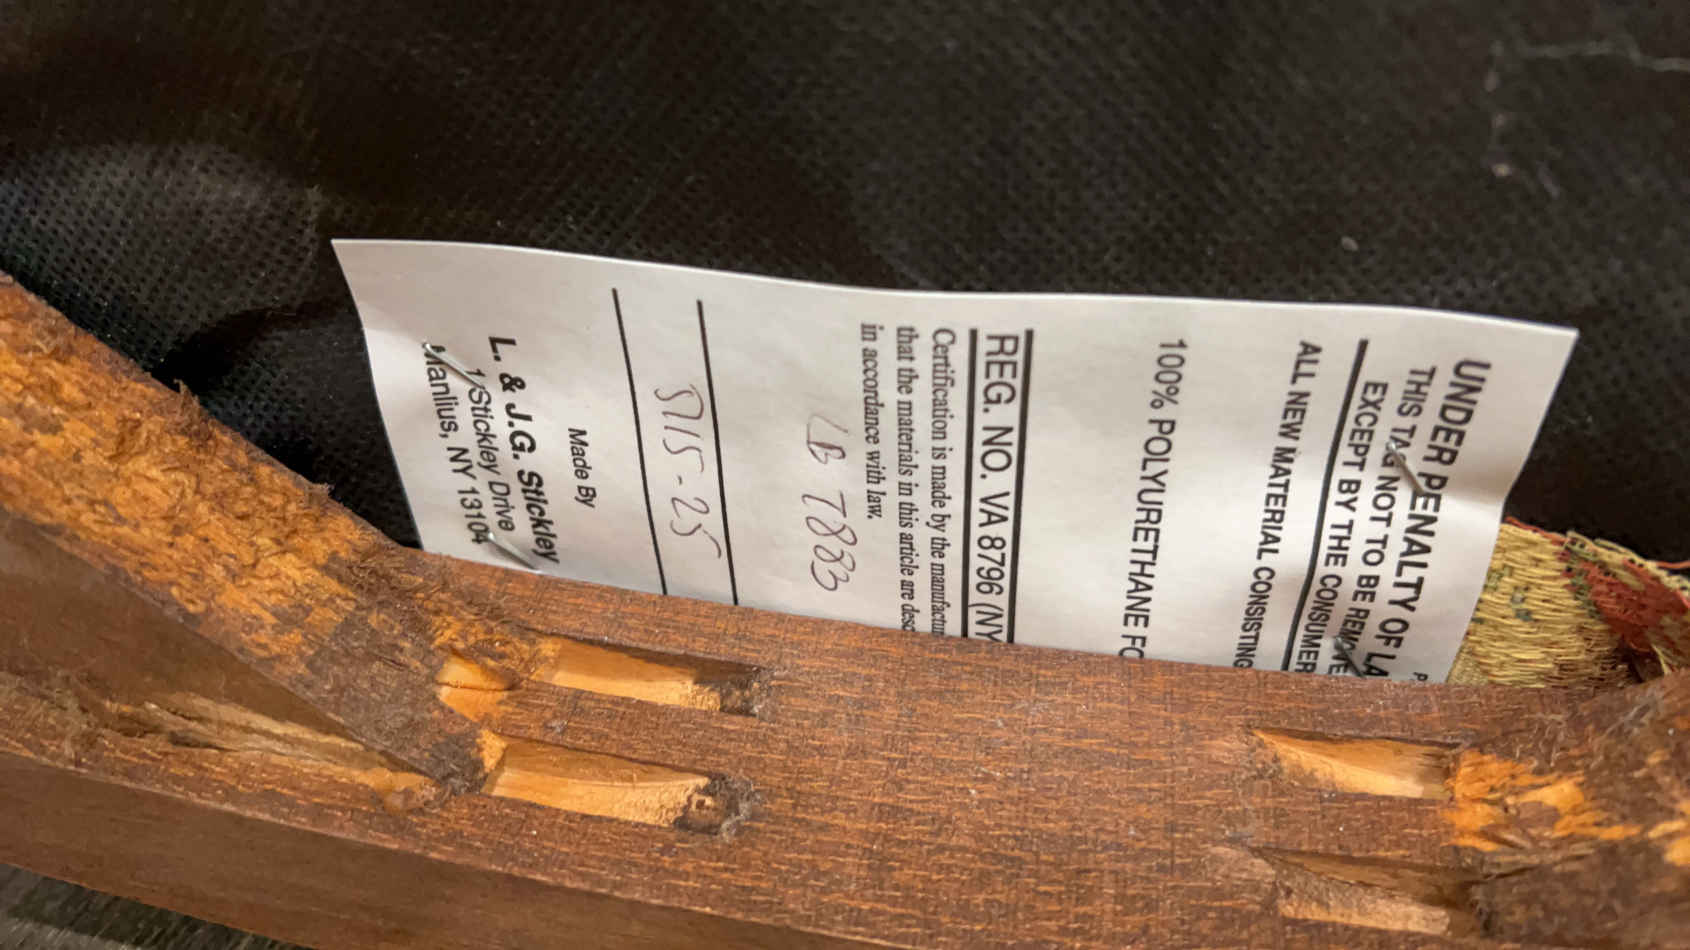 UNDER PENALTY OF LA
THIS TAG NOT TO BE REMOVE
EXCEPT BY THE CONSUMER
ALL NEW MATERIAL CONSISTING
100% POLYURETHANE FO
REG. NO. VA 8796 (NY
Certification is made by the manufactur
that the materials in this article are desc
in accordance with law.
LB 7883
5715-25
Made By
L. & J.G. Stickley
1 Stickley Drive
Manlius, NY 13104